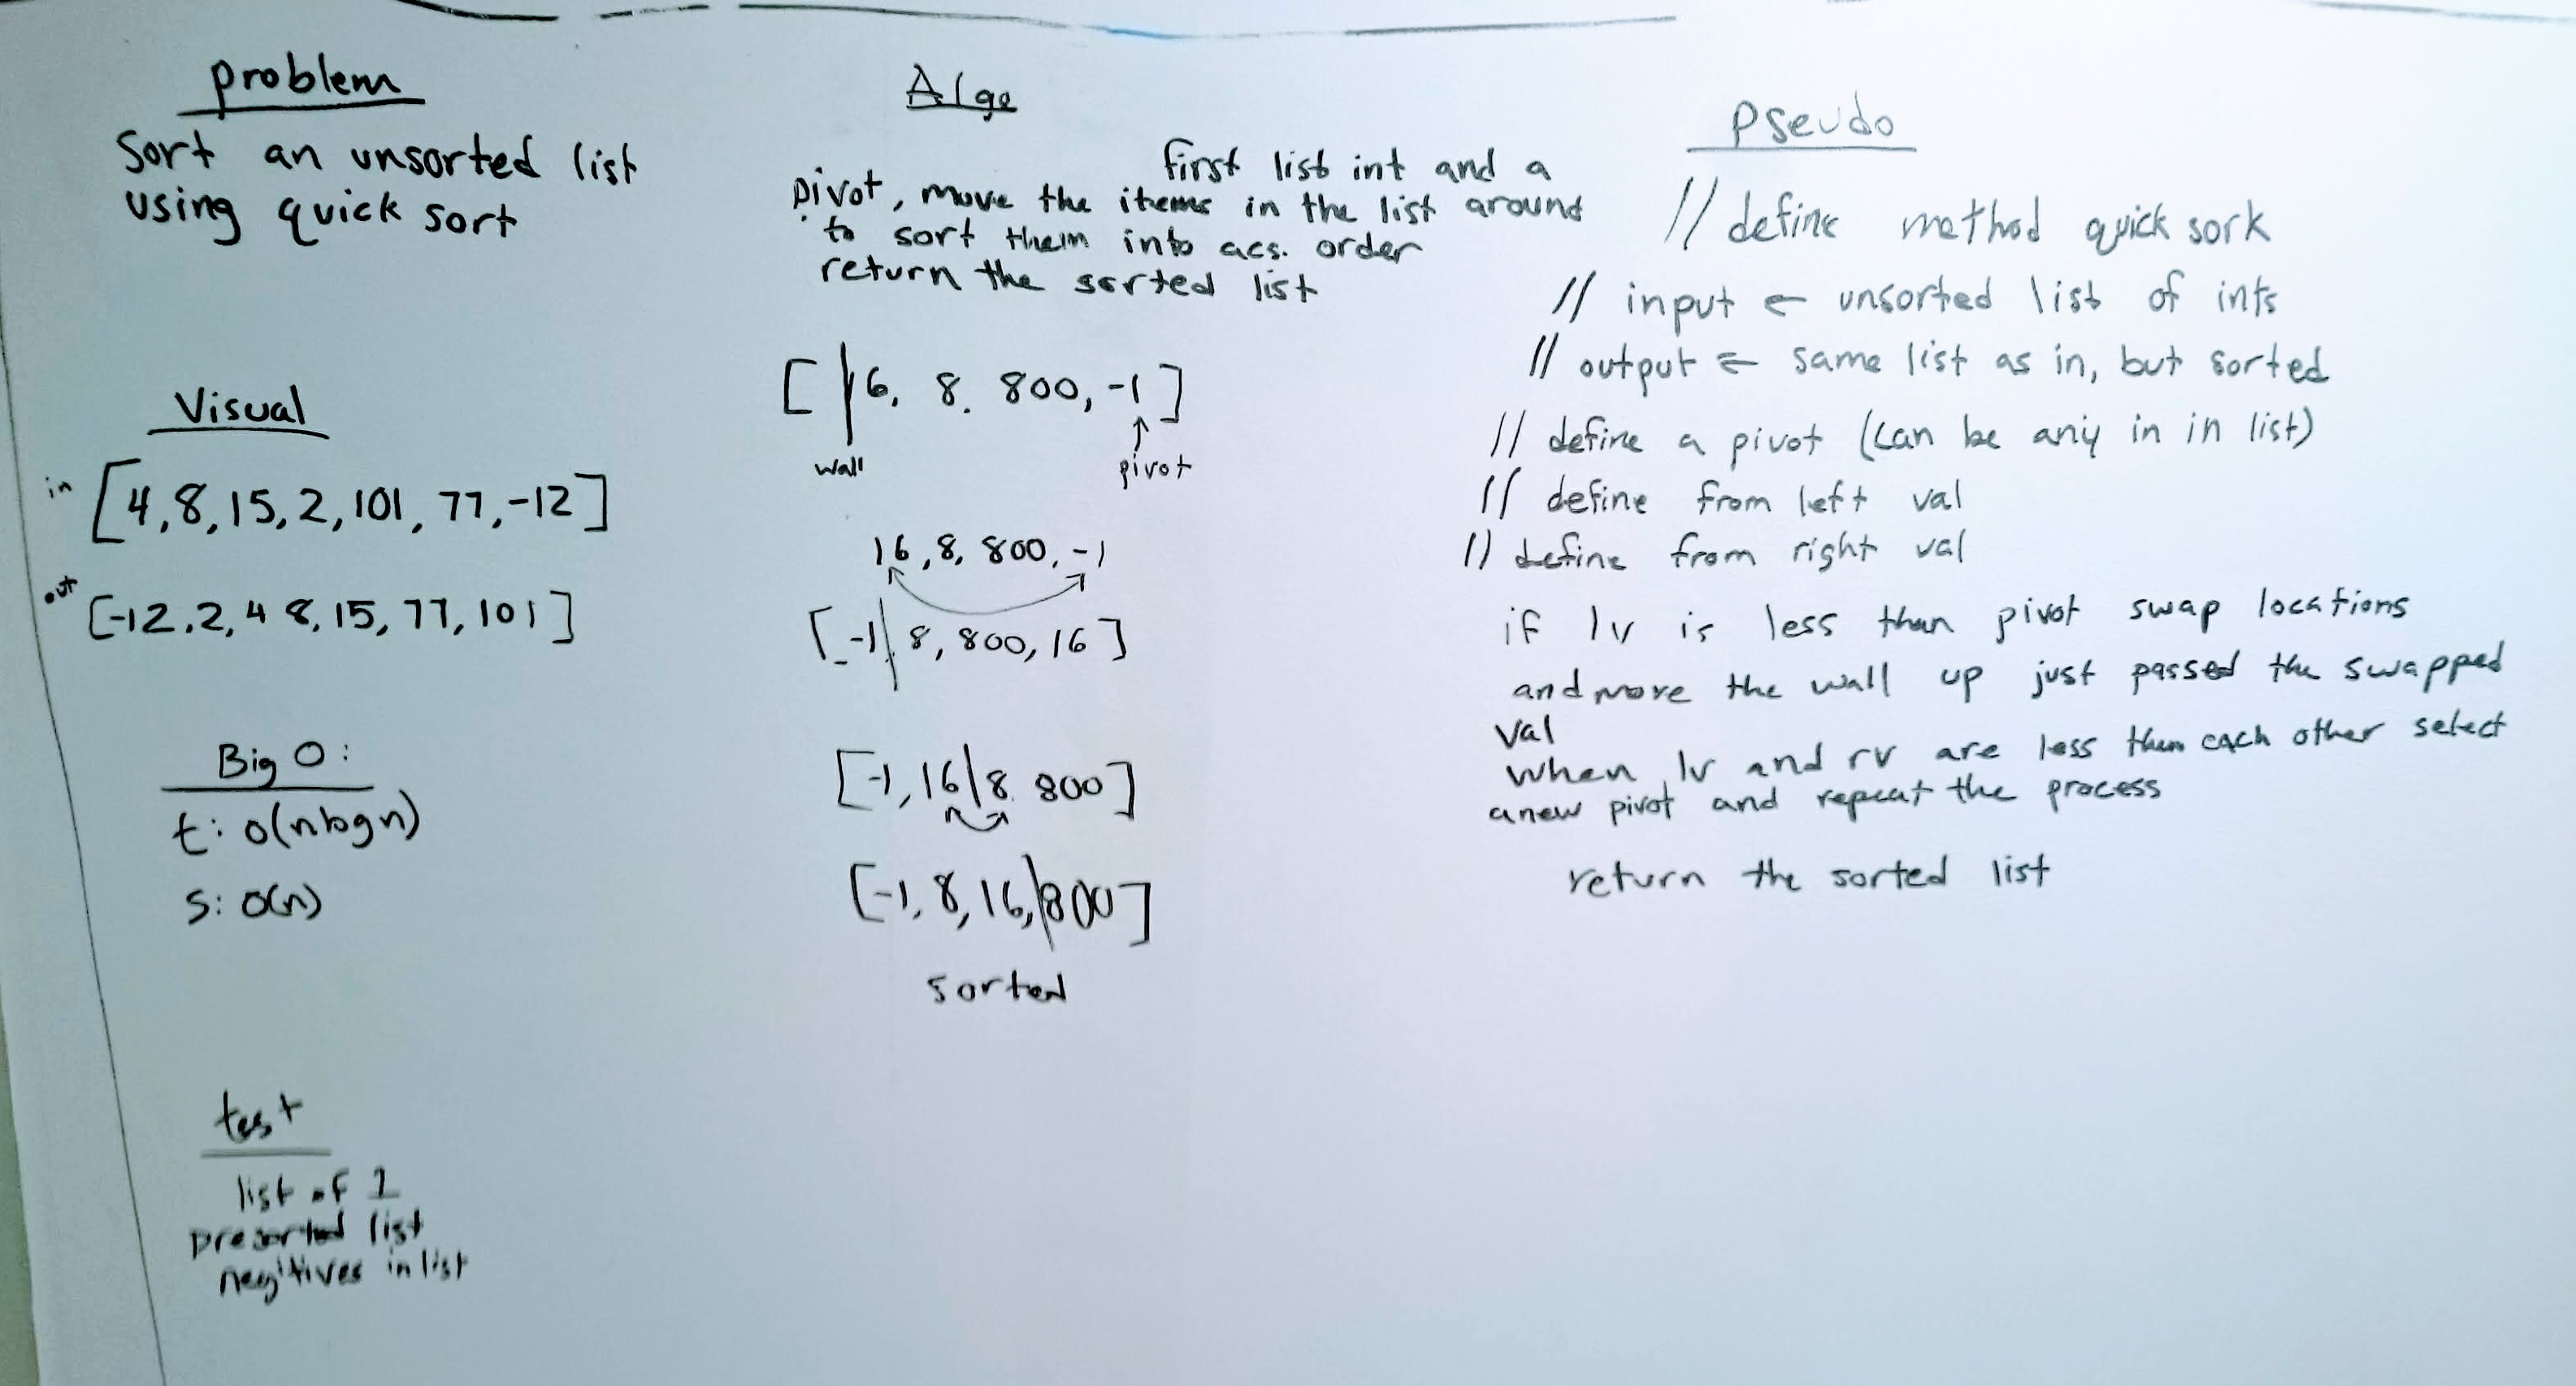 problem
Sort an unsorted list
using quick sort
Visual
in [4,8,15,2,101,77,-12]
out [-12,2,4 8,15,77,101]
Big O:
t: o(nlogn)
s: o(n)
test
list of 1
presorted list
negitives in list
Algo
first list int and a
pivot, move the items in the list around
to sort them into acs. order
return the sorted list
[ |16, 8, 800, -1]
wall pivot
16,8, 800,-1
[-1| 8, 800, 16]
[-1, 16|8 800]
[-1, 8, 16,|800]
sorted
Pseudo
// define method quick sork
// input ← unsorted list of ints
// output ← same list as in, but sorted
// define a pivot (can be any in in list)
// define from left val
// define from right val
if lv is less than pivot swap locations
and move the wall up just passed the swapped
val
when lv and rv are less then each other select
a new pivot and repeat the process
return the sorted list